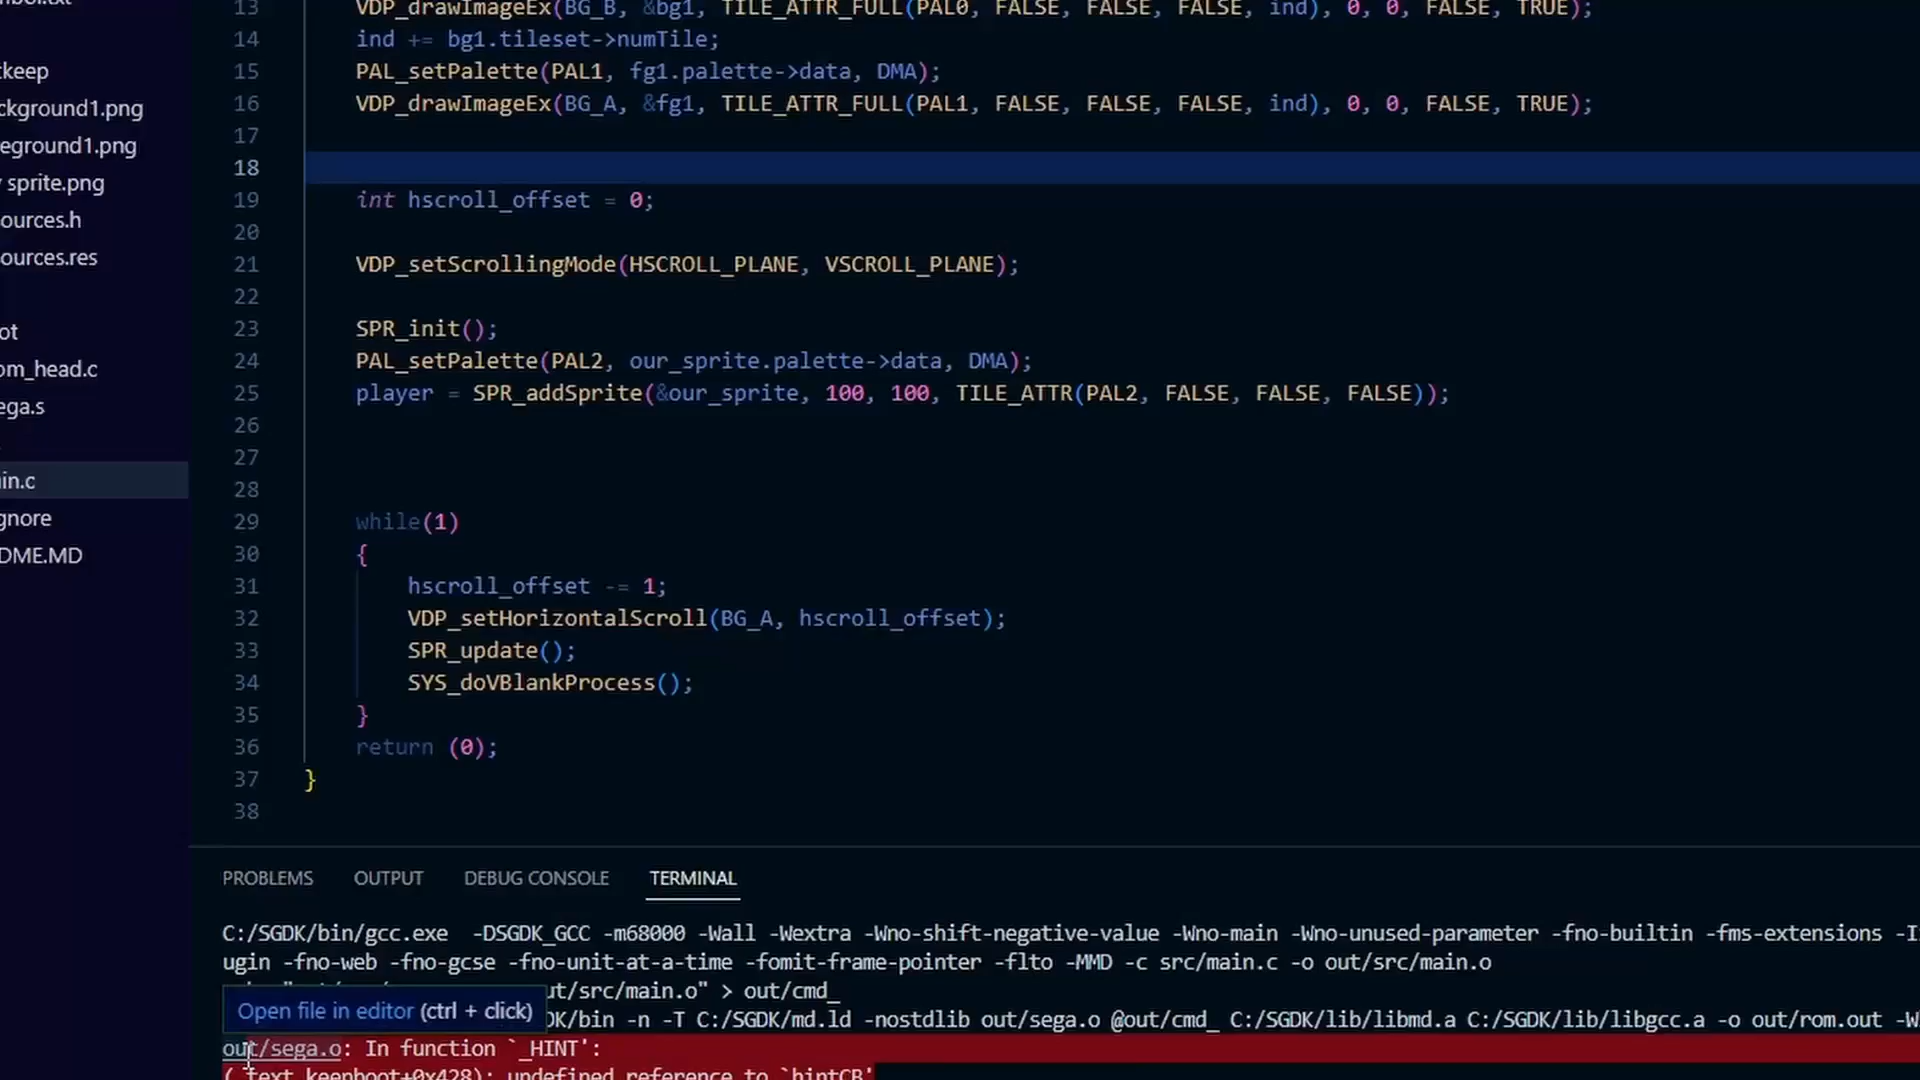 keep
ckground1.png
eground1.png
sprite.png
ources.h
ources.res
ot
om_head.c
ega.s
in.c
gnore
DME.MD
13 VDP_drawImageEx(BG_B, &bg1, TILE_ATTR_FULL(PAL0, FALSE, FALSE, FALSE, ind), 0, 0, FALSE, TRUE);
14 ind += bg1.tileset->numTile;
15 PAL_setPalette(PAL1, fg1.palette->data, DMA);
16 VDP_drawImageEx(BG_A, &fg1, TILE_ATTR_FULL(PAL1, FALSE, FALSE, FALSE, ind), 0, 0, FALSE, TRUE);
17
18
19 int hscroll_offset = 0;
20
21 VDP_setScrollingMode(HSCROLL_PLANE, VSCROLL_PLANE);
22
23 SPR_init();
24 PAL_setPalette(PAL2, our_sprite.palette->data, DMA);
25 player = SPR_addSprite(&our_sprite, 100, 100, TILE_ATTR(PAL2, FALSE, FALSE, FALSE));
26
27
28
29 while(1)
30 {
31 hscroll_offset -= 1;
32 VDP_setHorizontalScroll(BG_A, hscroll_offset);
33 SPR_update();
34 SYS_doVBlankProcess();
35 }
36 return (0);
37 }
38
PROBLEMS OUTPUT DEBUG CONSOLE TERMINAL
C:/SGDK/bin/gcc.exe -DSGDK_GCC -m68000 -Wall -Wextra -Wno-shift-negative-value -Wno-main -Wno-unused-parameter -fno-builtin -fms-extensions -I
ugin -fno-web -fno-gcse -fno-unit-at-a-time -fomit-frame-pointer -flto -MMD -c src/main.c -o out/src/main.o
ut/src/main.o" > out/cmd_
Open file in editor (ctrl + click)
DK/bin -n -T C:/SGDK/md.ld -nostdlib out/sega.o @out/cmd_ C:/SGDK/lib/libmd.a C:/SGDK/lib/libgcc.a -o out/rom.out -W
out/sega.o: In function `_HINT':
(.text.keepboot+0x428): undefined reference to `hintCB'